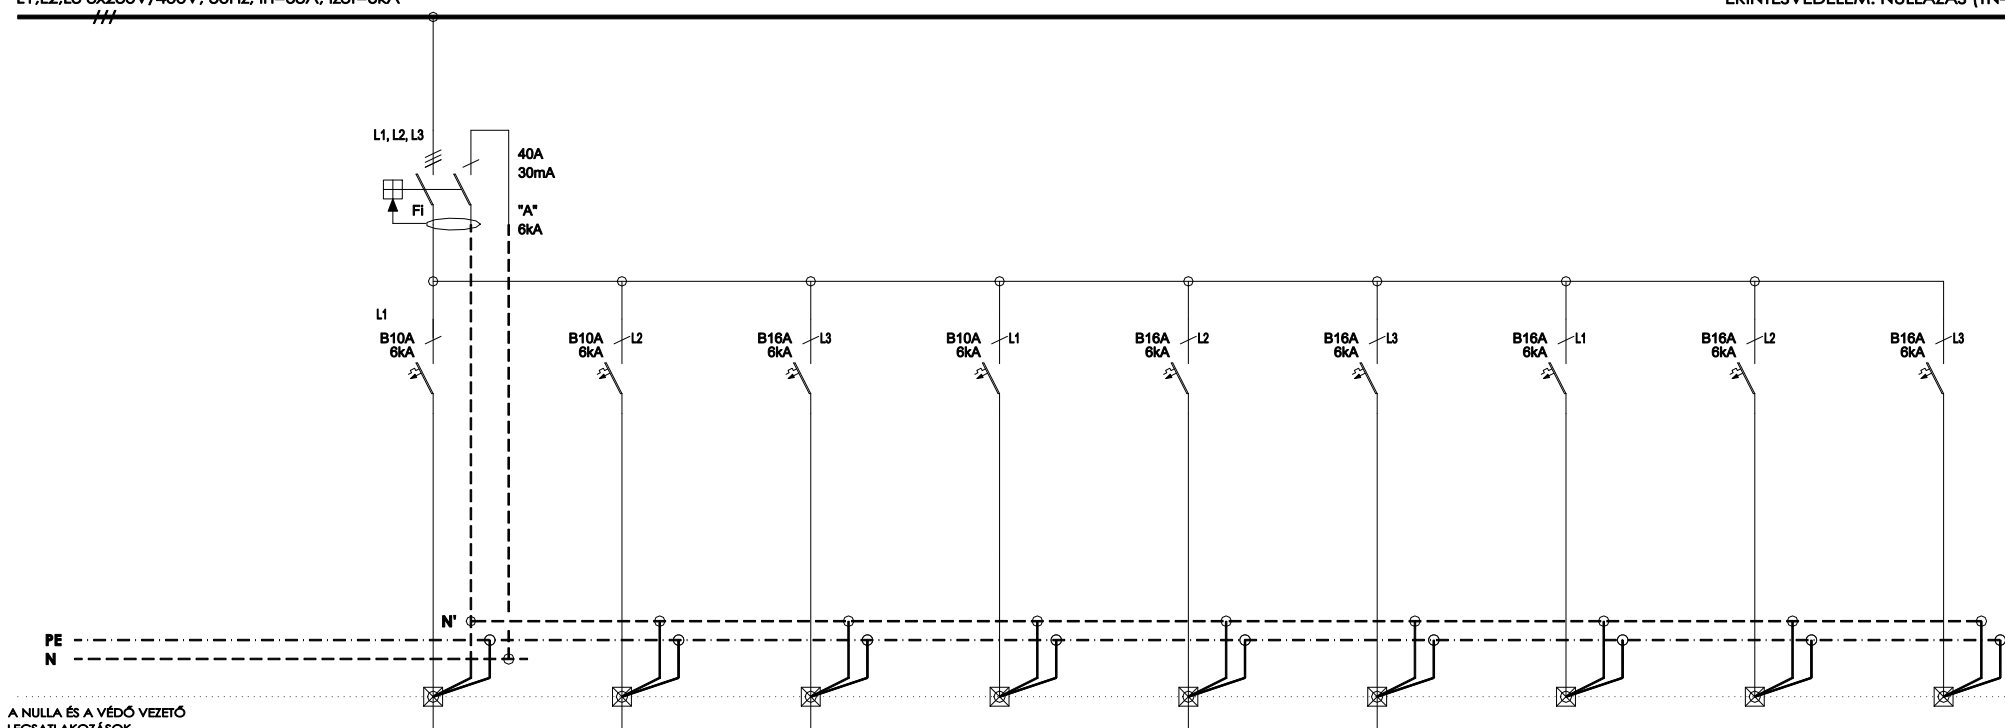 L1, L2, L3
40A
30mA
Fi
"A"
6kA
L1
B10A
6kA
B10A
6kA
L2
B16A
6kA
L3
B10A
6kA
L1
B16A
6kA
L2
B16A
6kA
L3
B16A
6kA
L1
B16A
6kA
L2
B16A
6kA
L3
N'
PE
N
A NULLA ÉS A VÉDŐ VEZETŐ